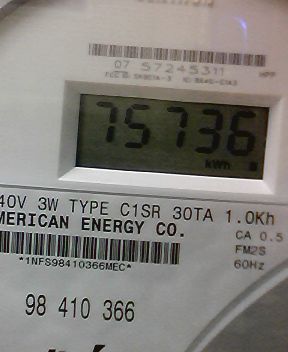 07 57245311
75736
kWh
40V 3W TYPE C1SR 30TA 1.0Kh
MERICAN ENERGY CO.
CA 0.5
FM2S
*1NFS98410366MEC*
60Hz
98 410 366